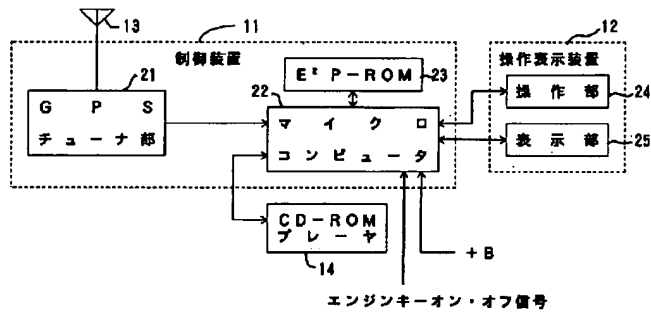 13
11
12
制御装置
操作表示装置
21
E² P-ROM
23
22
GPS
チューナ部
マイクロ
コンピュータ
操作部
24
表示部
25
CD-ROM
プレーヤ
14
+B
エンジンキーオン・オフ信号